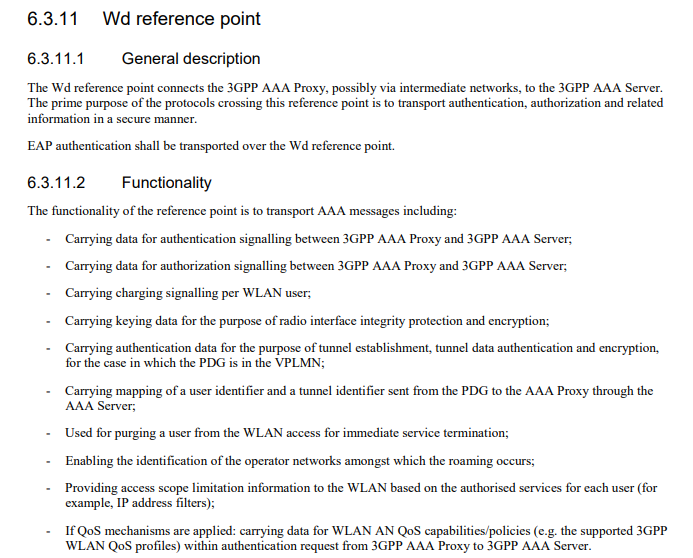 6.3.11 Wd reference point
6.3.11.1 General description
The Wd reference point connects the 3GPP AAA Proxy, possibly via intermediate networks, to the 3GPP AAA Server.
The prime purpose of the protocols crossing this reference point is to transport authentication, authorization and related
information in a secure manner.
EAP authentication shall be transported over the Wd reference point.
6.3.11.2 Functionality
The functionality of the reference point is to transport AAA messages including:
- Carrying data for authentication signalling between 3GPP AAA Proxy and 3GPP AAA Server;
- Carrying data for authorization signalling between 3GPP AAA Proxy and 3GPP AAA Server;
- Carrying charging signalling per WLAN user;
- Carrying keying data for the purpose of radio interface integrity protection and encryption;
- Carrying authentication data for the purpose of tunnel establishment, tunnel data authentication and encryption,
for the case in which the PDG is in the VPLMN;
- Carrying mapping of a user identifier and a tunnel identifier sent from the PDG to the AAA Proxy through the
AAA Server;
- Used for purging a user from the WLAN access for immediate service termination;
- Enabling the identification of the operator networks amongst which the roaming occurs;
- Providing access scope limitation information to the WLAN based on the authorised services for each user (for
example, IP address filters);
- If QoS mechanisms are applied: carrying data for WLAN AN QoS capabilities/policies (e.g. the supported 3GPP
WLAN QoS profiles) within authentication request from 3GPP AAA Proxy to 3GPP AAA Server.